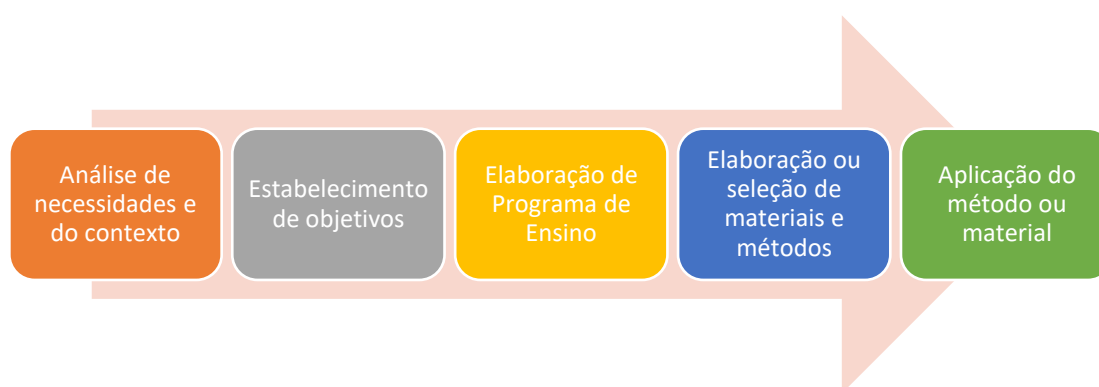 Análise de
necessidades e
do contexto
Estabelecimento
de objetivos
Elaboração de
Programa de
Ensino
Elaboração ou
seleção de
materiais e
métodos
Aplicação do
método ou
material